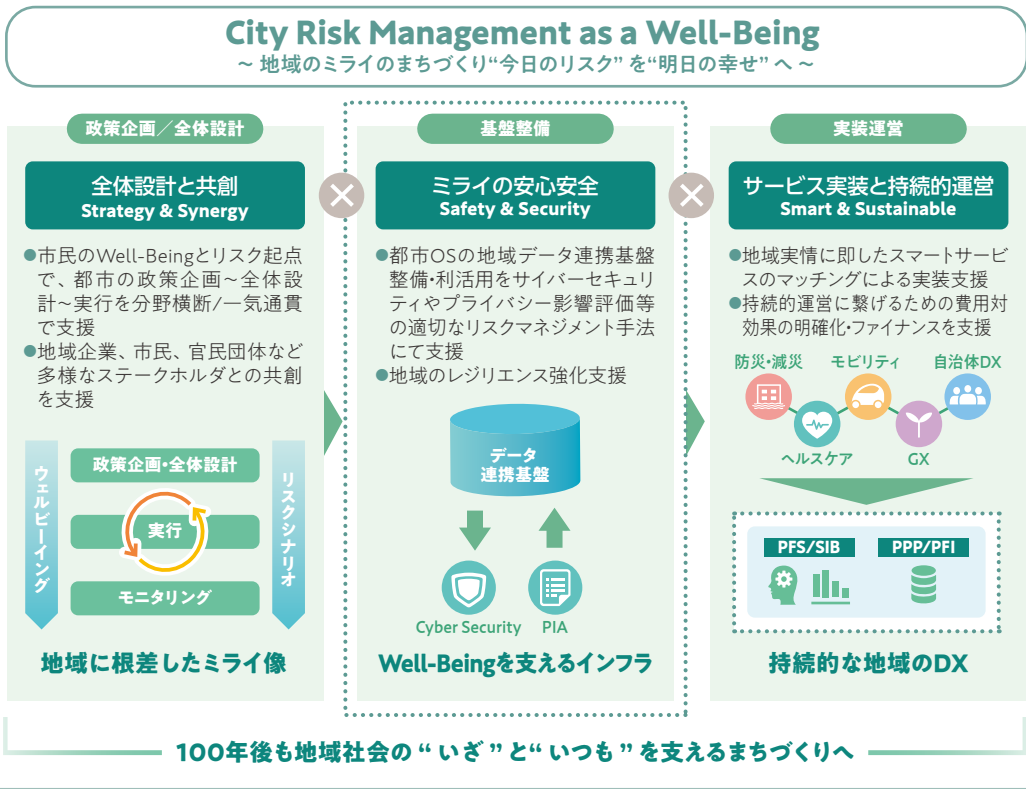 City Risk Management as a Well-Being
～ 地域のミライのまちづくり“今日のリスク” を“明日の幸せ” へ ～
政策企画／全体設計
全体設計と共創
Strategy & Synergy
●市民のWell-Beingとリスク起点
で、都市の政策企画~全体設
計~実行を分野横断/一気通貫
で支援
●地域企業、市民、官民団体など
多様なステークホルダとの共創
を支援
ウェルビーイング
政策企画・全体設計
実行
モニタリング
リスクシナリオ
地域に根差したミライ像
基盤整備
ミライの安心安全
Safety & Security
●都市OSの地域データ連携基盤
整備・利活用をサイバーセキュリ
ティやプライバシー影響評価等
の適切なリスクマネジメント手法
にて支援
●地域のレジリエンス強化支援
データ
連携基盤
Cyber Security
PIA
Well-Beingを支えるインフラ
実装運営
サービス実装と持続的運営
Smart & Sustainable
●地域実情に即したスマートサービ
スのマッチングによる実装支援
●持続的運営に繋げるための費用対
効果の明確化・ファイナンスを支援
防災・減災
モビリティ
自治体DX
ヘルスケア
GX
PFS/SIB
PPP/PFI
持続的な地域のDX
100年後も地域社会の “ いざ ” と“ いつも ” を支えるまちづくりへ